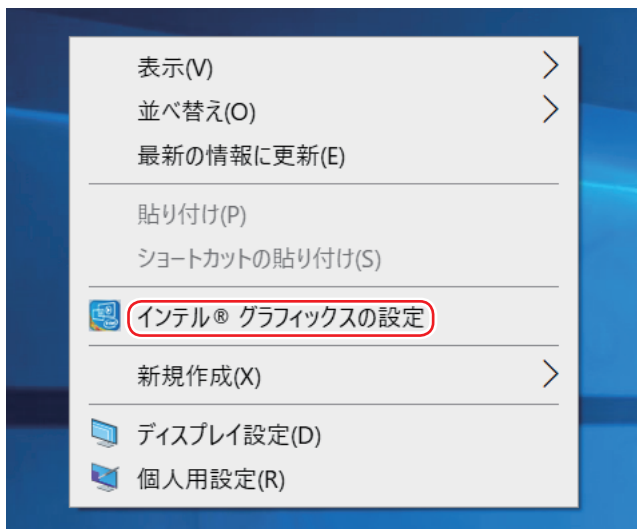 表示(V)
並べ替え(O)
最新の情報に更新(E)
貼り付け(P)
ショートカットの貼り付け(S)
インテル® グラフィックスの設定
新規作成(X)
ディスプレイ設定(D)
個人用設定(R)